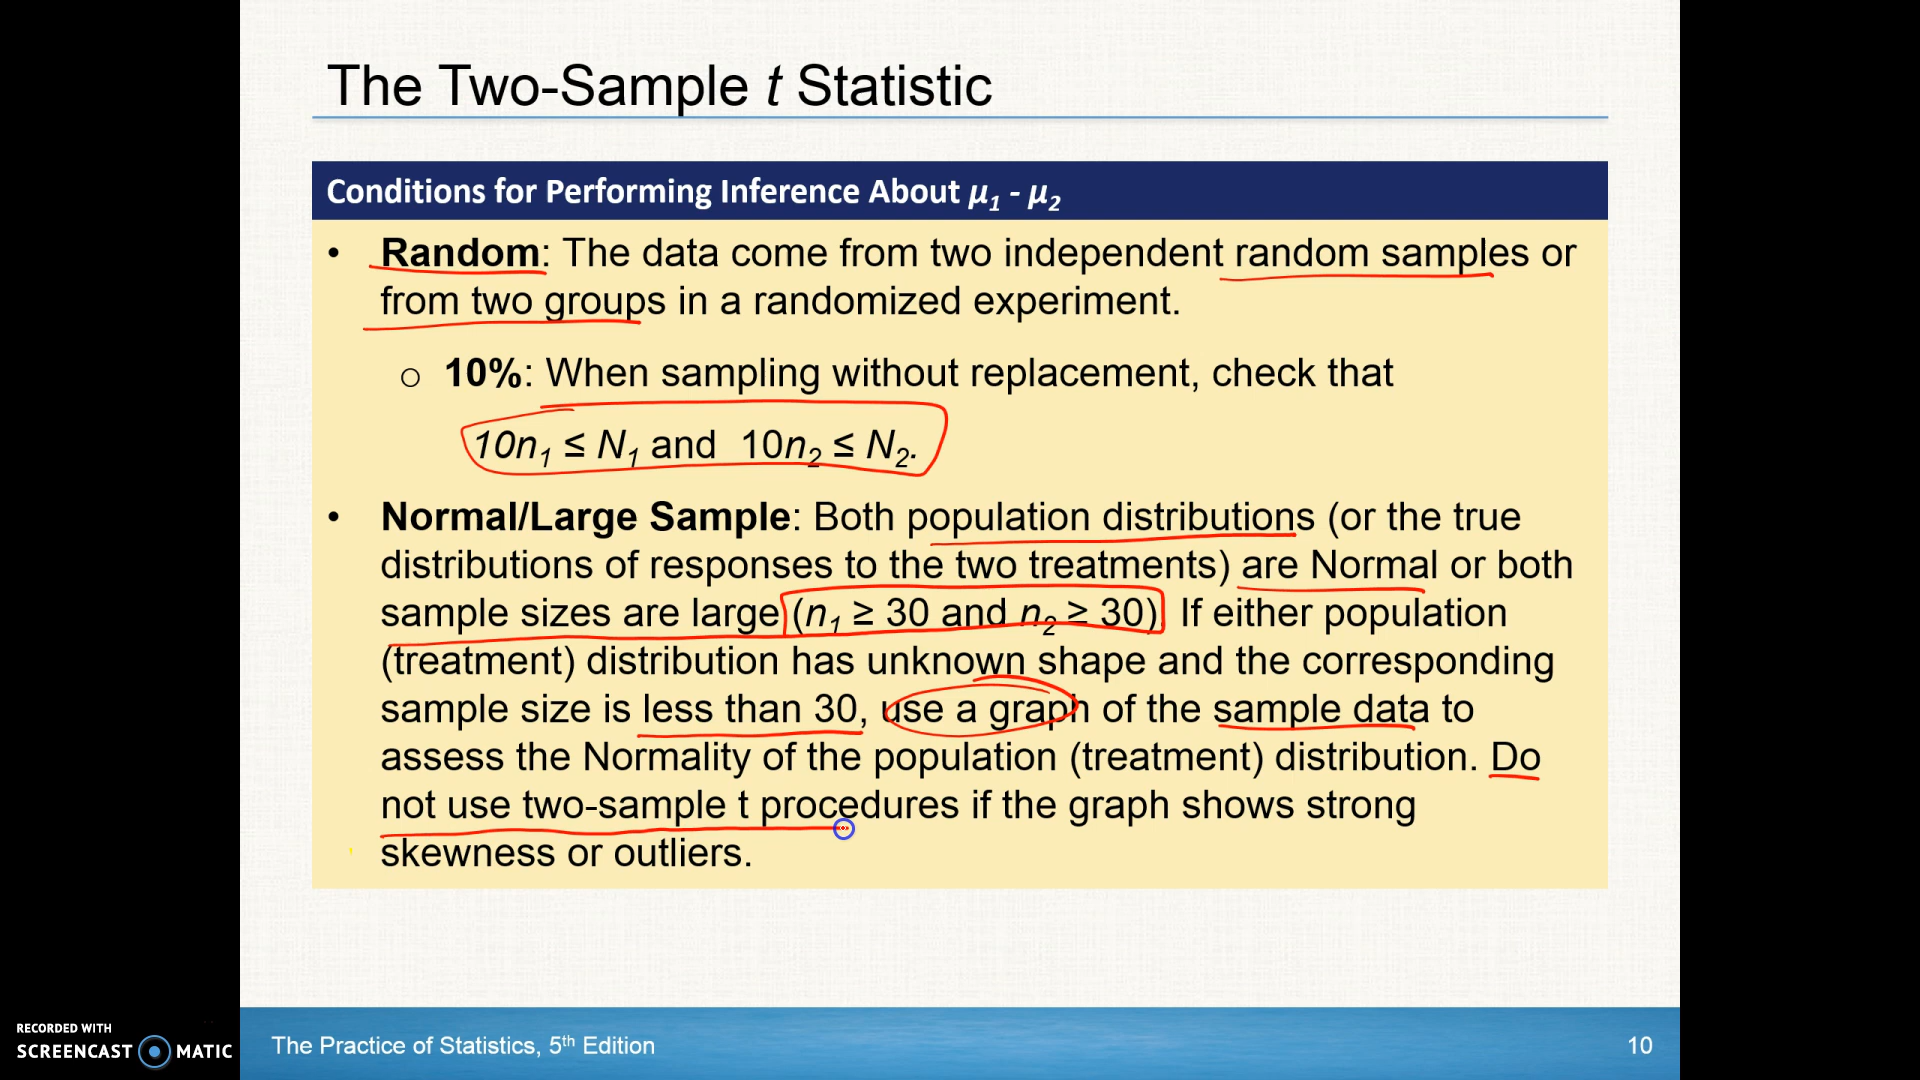 The Two-Sample t Statistic
Conditions for Performing Inference About μ₁ - μ₂
• Random: The data come from two independent random samples or
from two groups in a randomized experiment.
o 10%: When sampling without replacement, check that
10n₁ ≤ N₁ and 10n₂ ≤ N₂.
• Normal/Large Sample: Both population distributions (or the true
distributions of responses to the two treatments) are Normal or both
sample sizes are large (n₁ ≥ 30 and n₂ ≥ 30). If either population
(treatment) distribution has unknown shape and the corresponding
sample size is less than 30, use a graph of the sample data to
assess the Normality of the population (treatment) distribution. Do
not use two-sample t procedures if the graph shows strong
skewness or outliers.
RECORDED WITH
SCREENCAST MATIC
The Practice of Statistics, 5th Edition
10